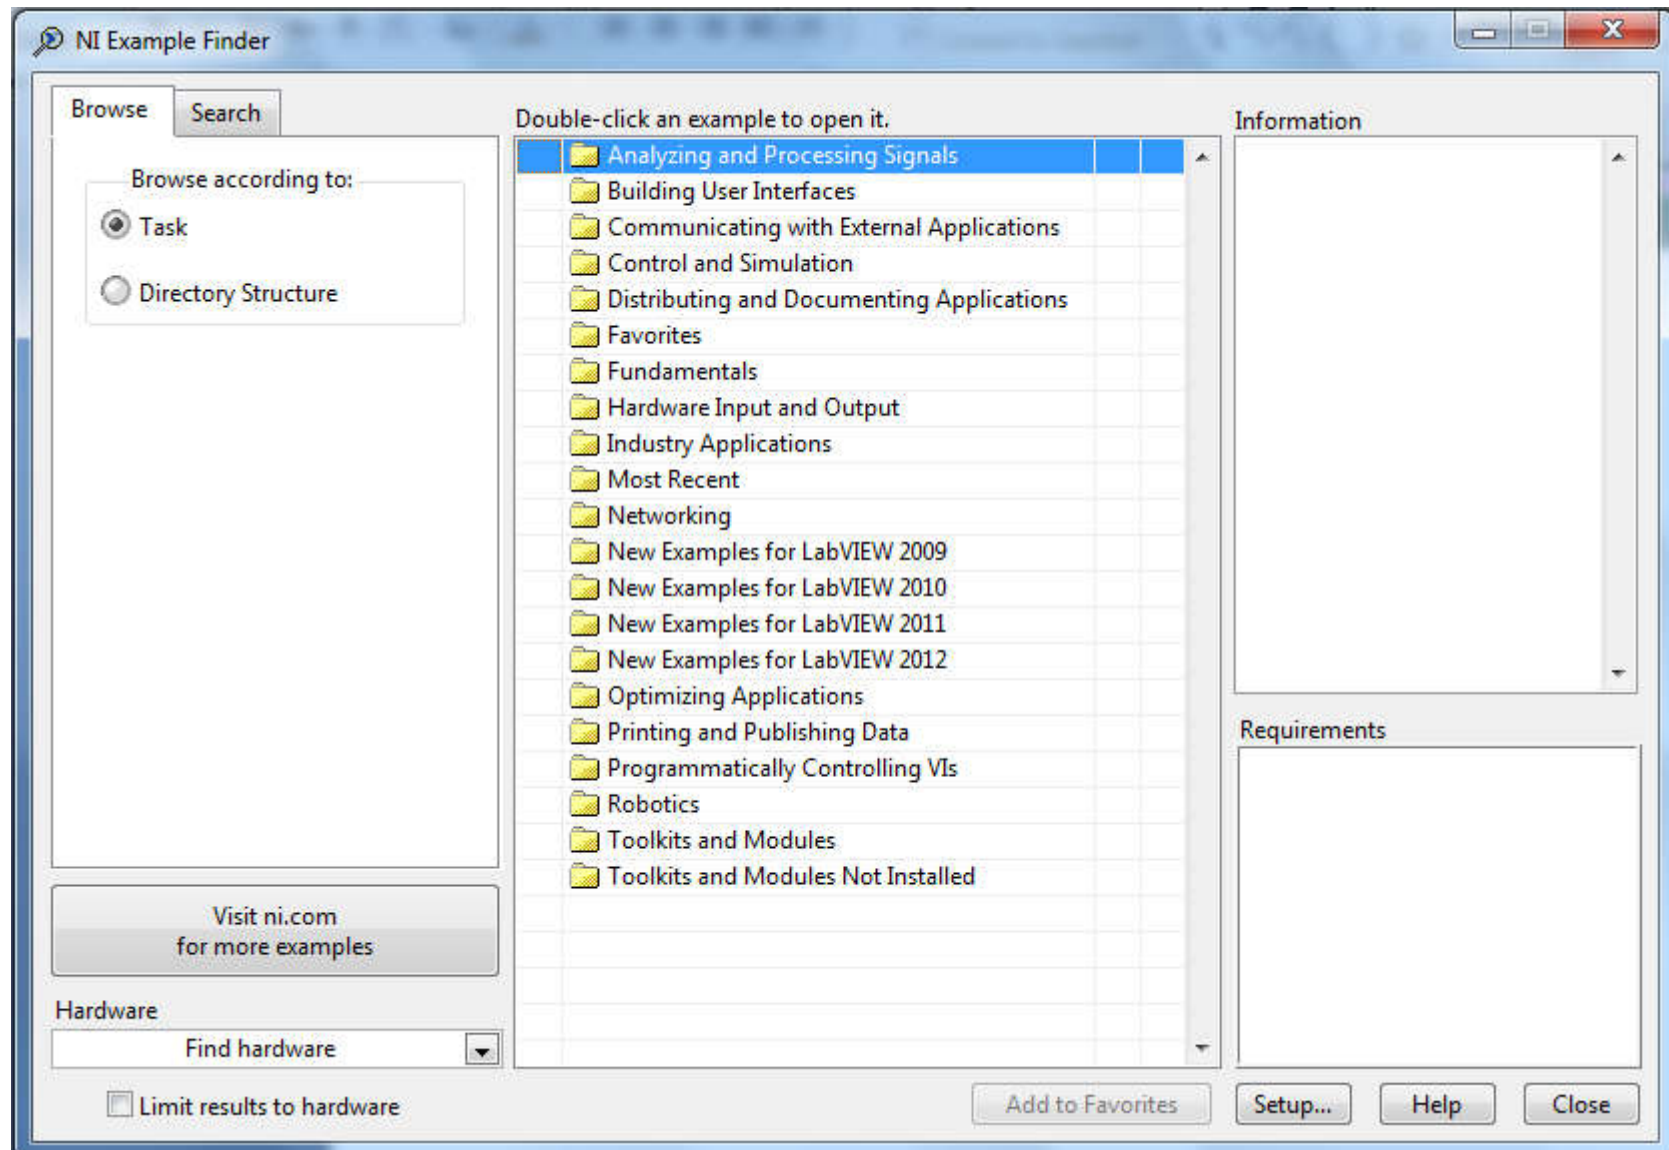 NI Example Finder
Browse
Search
Browse according to:
Task
Directory Structure
Visit ni.com
for more examples
Hardware
Find hardware
Limit results to hardware
Double-click an example to open it.
Analyzing and Processing Signals
Building User Interfaces
Communicating with External Applications
Control and Simulation
Distributing and Documenting Applications
Favorites
Fundamentals
Hardware Input and Output
Industry Applications
Most Recent
Networking
New Examples for LabVIEW 2009
New Examples for LabVIEW 2010
New Examples for LabVIEW 2011
New Examples for LabVIEW 2012
Optimizing Applications
Printing and Publishing Data
Programmatically Controlling VIs
Robotics
Toolkits and Modules
Toolkits and Modules Not Installed
Information
Requirements
Add to Favorites
Setup...
Help
Close